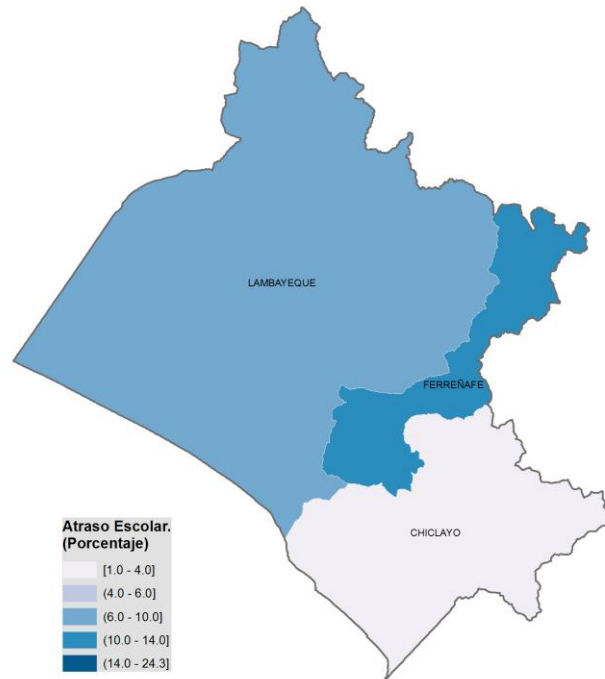 LAMBAYEQUE
FERREÑAFE
CHICLAYO
Atraso Escolar.
(Porcentaje)
[1.0 - 4.0]
(4.0 - 6.0]
(6.0 - 10.0]
(10.0 - 14.0]
(14.0 - 24.3]